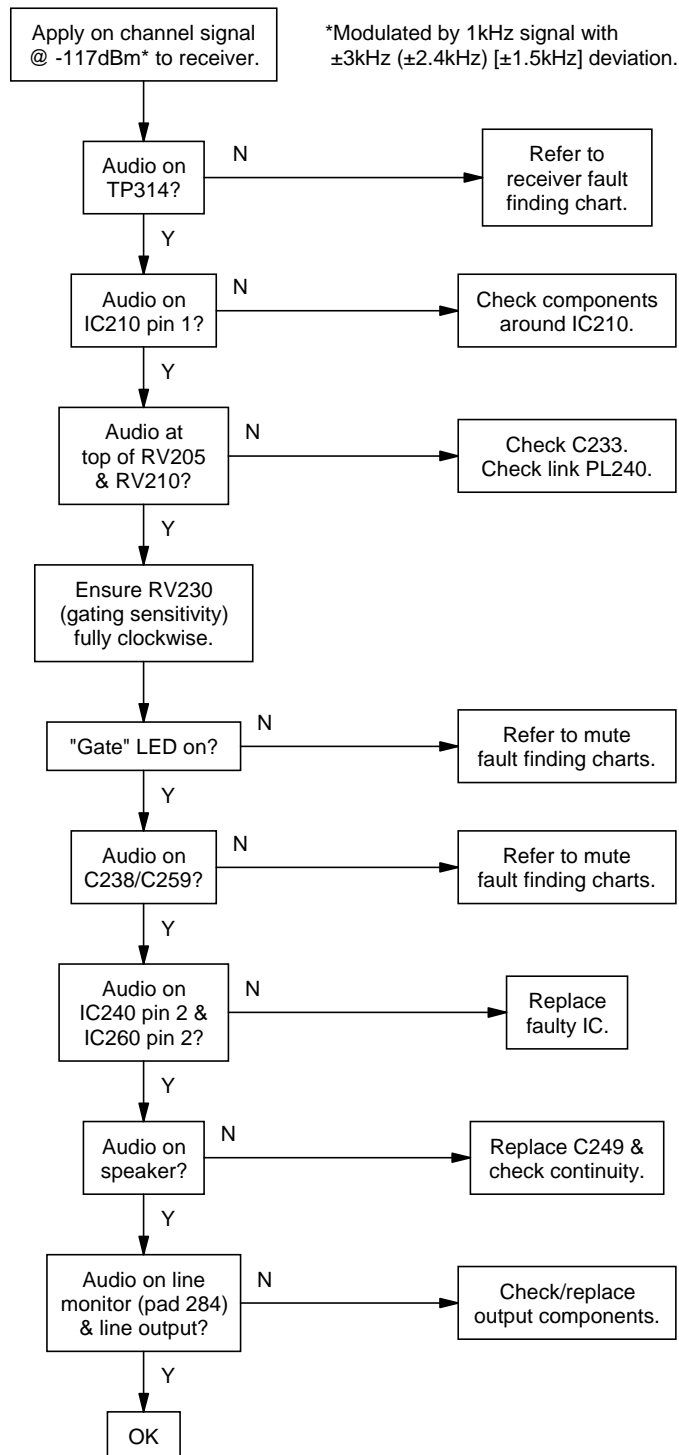 Apply on channel signal
@ -117dBm* to receiver.
*Modulated by 1kHz signal with
±3kHz (±2.4kHz) [±1.5kHz] deviation.
Audio on
TP314?
N
Refer to
receiver fault
finding chart.
Y
Audio on
IC210 pin 1?
N
Check components
around IC210.
Y
Audio at
top of RV205
& RV210?
N
Check C233.
Check link PL240.
Y
Ensure RV230
(gating sensitivity)
fully clockwise.
"Gate" LED on?
N
Refer to mute
fault finding charts.
Y
Audio on
C238/C259?
N
Refer to mute
fault finding charts.
Y
Audio on
IC240 pin 2 &
IC260 pin 2?
N
Replace
faulty IC.
Y
Audio on
speaker?
N
Replace C249 &
check continuity.
Y
Audio on line
monitor (pad 284)
& line output?
N
Check/replace
output components.
Y
OK